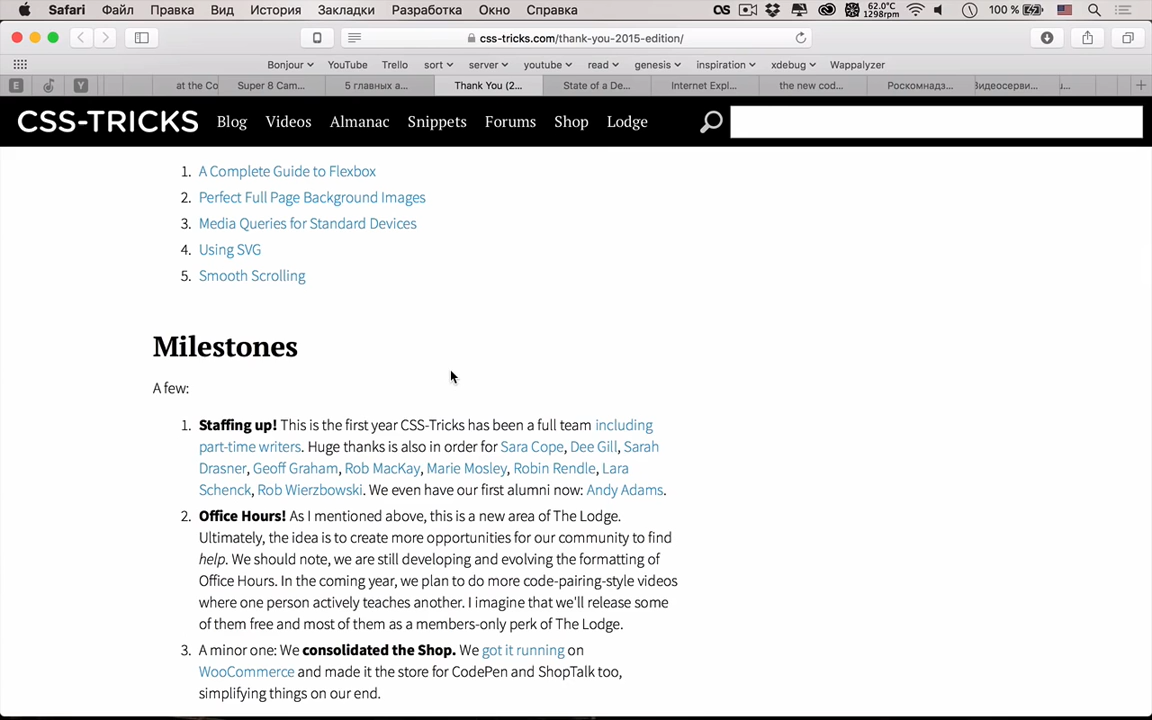 Safari Файл Правка Вид История Закладки Разработка Окно Справка
62.0°C
1298rpm
100 %
css-tricks.com/thank-you-2015-edition/
Bonjour YouTube Trello sort server youtube read genesis inspiration xdebug Wappalyzer
E Y at the Co Super 8 Cam... 5 главных а... Thank You (2... State of a De... Internet Expl... the new cod... Роскомнадз... Видеосерви...
CSS-TRICKS Blog Videos Almanac Snippets Forums Shop Lodge
1. A Complete Guide to Flexbox
2. Perfect Full Page Background Images
3. Media Queries for Standard Devices
4. Using SVG
5. Smooth Scrolling
Milestones
A few:
1. Staffing up! This is the first year CSS-Tricks has been a full team including
part-time writers. Huge thanks is also in order for Sara Cope, Dee Gill, Sarah
Drasner, Geoff Graham, Rob MacKay, Marie Mosley, Robin Rendle, Lara
Schenck, Rob Wierzbowski. We even have our first alumni now: Andy Adams.
2. Office Hours! As I mentioned above, this is a new area of The Lodge.
Ultimately, the idea is to create more opportunities for our community to find
help. We should note, we are still developing and evolving the formatting of
Office Hours. In the coming year, we plan to do more code-pairing-style videos
where one person actively teaches another. I imagine that we'll release some
of them free and most of them as a members-only perk of The Lodge.
3. A minor one: We consolidated the Shop. We got it running on
WooCommerce and made it the store for CodePen and ShopTalk too,
simplifying things on our end.